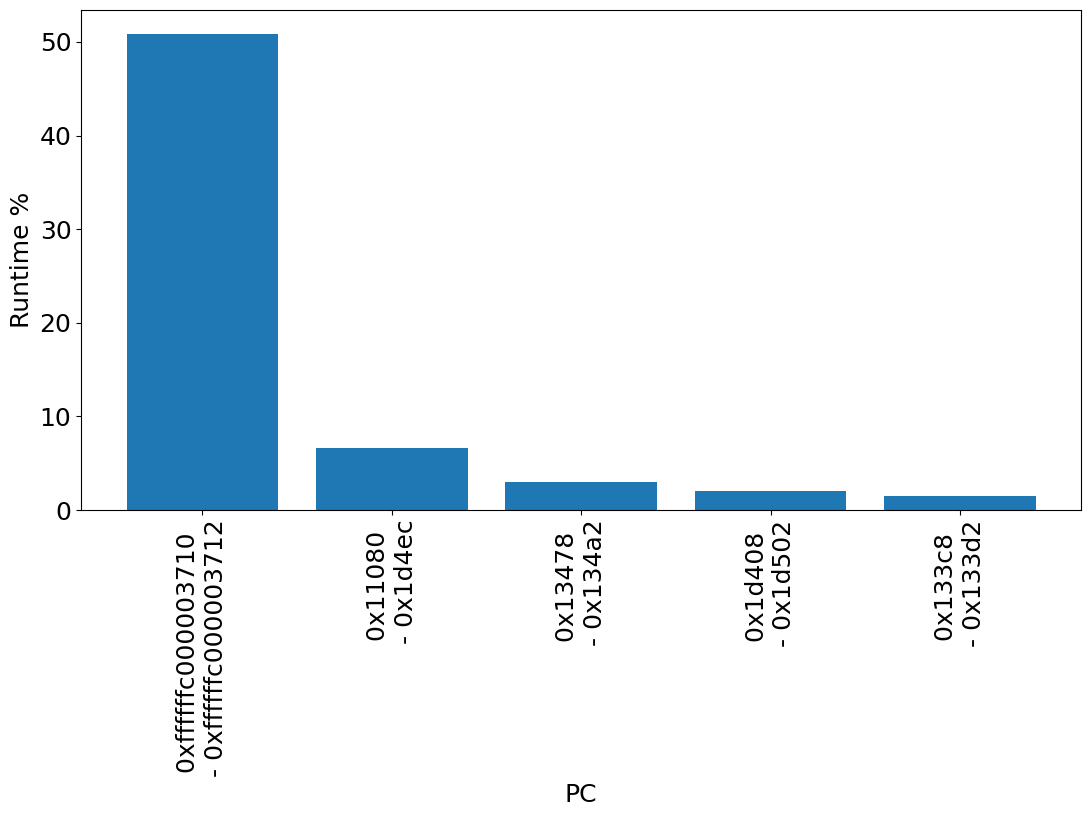 50
40
30
20
10
0
Runtime %
0xffffffc000003710
- 0xffffffc000003712
0x11080
- 0x1d4ec
0x13478
- 0x134a2
0x1d408
- 0x1d502
0x133c8
- 0x133d2
PC